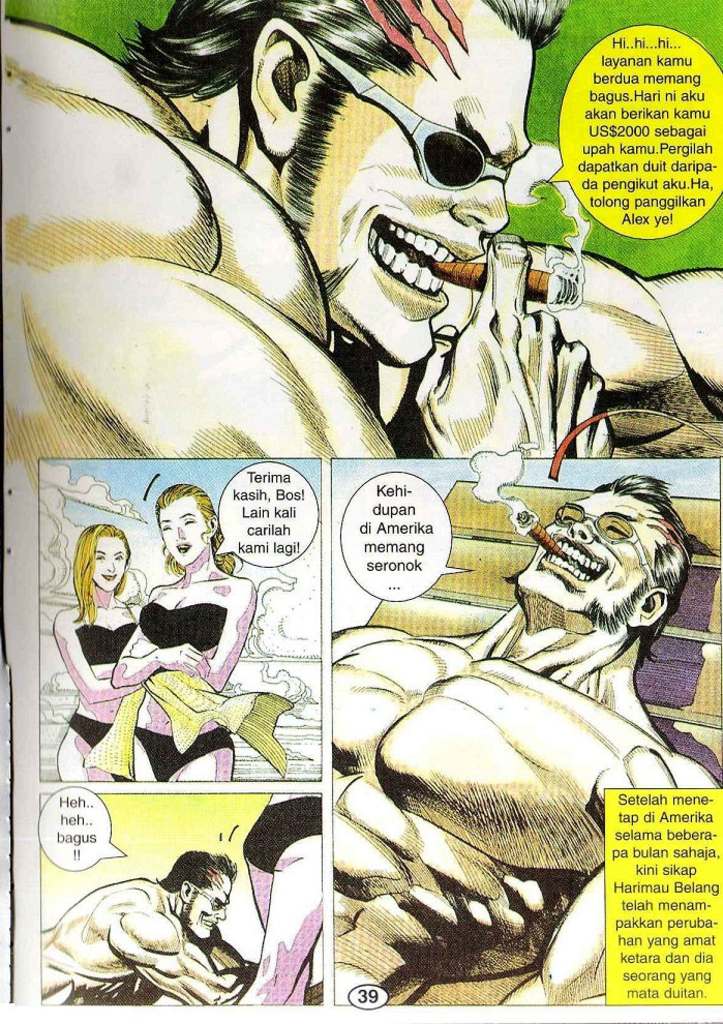 Hi..hi...hi...
layanan kamu
berdua memang
bagus.Hari ni aku
akan berikan kamu
US$2000 sebagai
upah kamu.Pergilah
dapatkan duit daripa-
da pengikut aku.Ha,
tolong panggilkan
Alex ye!
Terima
kasih, Bos!
Lain kali
carilah
kami lagi!
Kehi-
dupan
di Amerika
memang
seronok
...
Heh..
heh..
bagus
!!
Setelah mene-
tap di Amerika
selama bebera-
pa bulan sahaja,
kini sikap
Harimau Belang
telah menam-
pakkan peruba-
han yang amat
ketara dan dia
seorang yang
mata duitan.
39